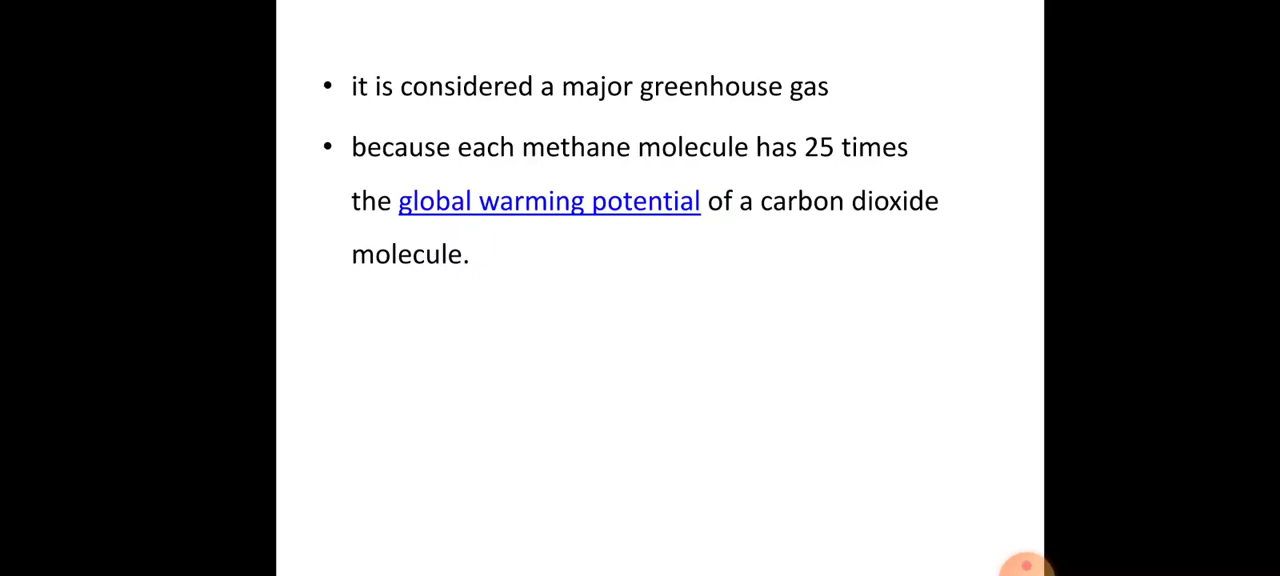 • it is considered a major greenhouse gas
• because each methane molecule has 25 times
the global warming potential of a carbon dioxide
molecule.